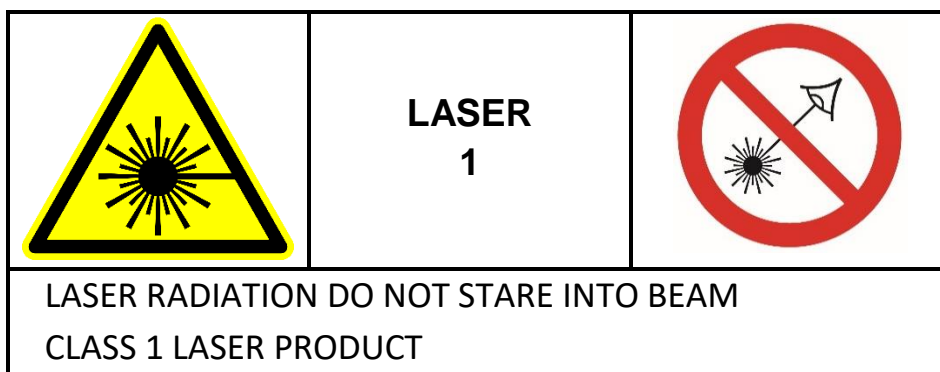 LASER
1
LASER RADIATION DO NOT STARE INTO BEAM
CLASS 1 LASER PRODUCT